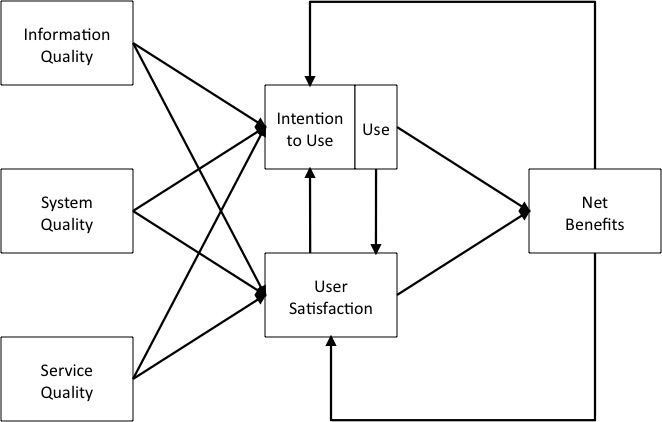 Information
Quality
System
Quality
Service
Quality
Intention
to Use
Use
User
Satisfaction
Net
Benefits